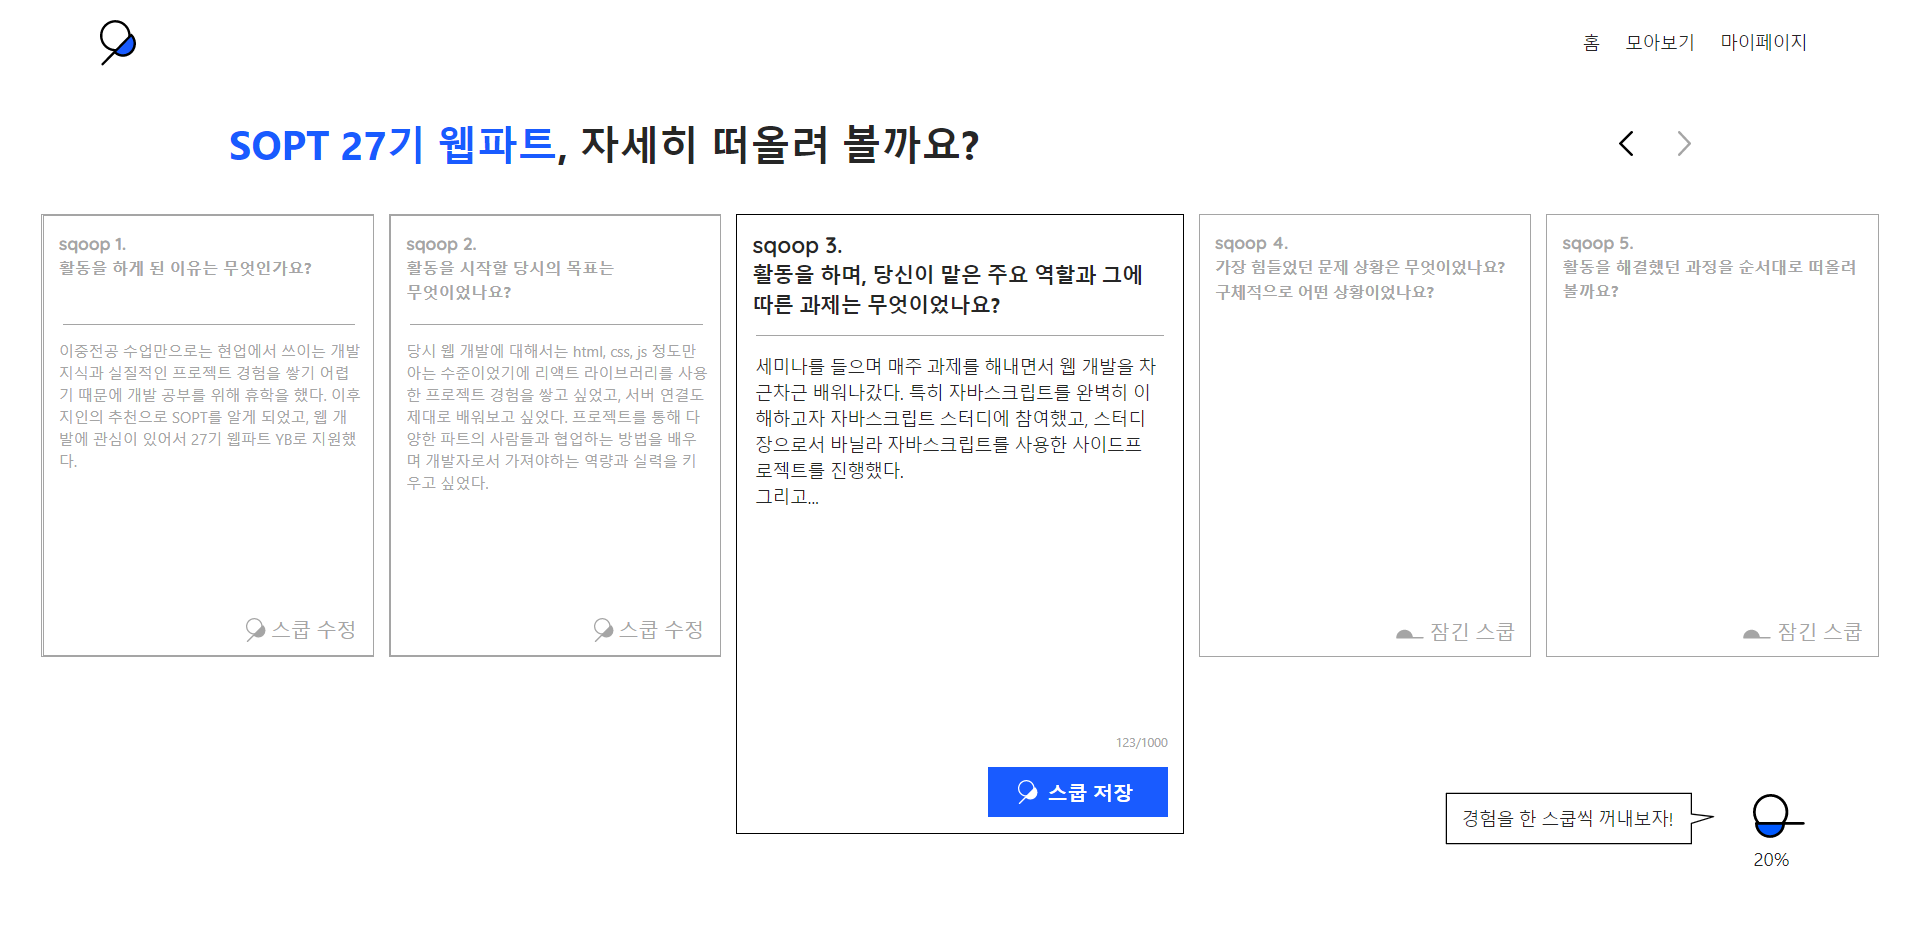 홈 모아보기 마이페이지
SOPT 27기 웹파트, 자세히 떠올려 볼까요?
sqoop 1.
활동을 하게 된 이유는 무엇인가요?
이중전공 수업만으로는 현업에서 쓰이는 개발
지식과 실질적인 프로젝트 경험을 쌓기 어렵
기 때문에 개발 공부를 위해 휴학을 했다. 이후
지인의 추천으로 SOPT를 알게 되었고, 웹 개
발에 관심이 있어서 27기 웹파트 YB로 지원했
다.
스쿱 수정
sqoop 2.
활동을 시작할 당시의 목표는
무엇이었나요?
당시 웹 개발에 대해서는 html, css, js 정도만
아는 수준이었기에 리액트 라이브러리를 사용
한 프로젝트 경험을 쌓고 싶었고, 서버 연결도
제대로 배워보고 싶었다. 프로젝트를 통해 다
양한 파트의 사람들과 협업하는 방법을 배우
며 개발자로서 가져야하는 역량과 실력을 키
우고 싶었다.
스쿱 수정
sqoop 3.
활동을 하며, 당신이 맡은 주요 역할과 그에
따른 과제는 무엇이었나요?
세미나를 들으며 매주 과제를 해내면서 웹 개발을 차
근차근 배워나갔다. 특히 자바스크립트를 완벽히 이
해하고자 자바스크립트 스터디에 참여했고, 스터디
장으로서 바닐라 자바스크립트를 사용한 사이드프
로젝트를 진행했다.
그리고...
123/1000
스쿱 저장
sqoop 4.
가장 힘들었던 문제 상황은 무엇이었나요?
구체적으로 어떤 상황이었나요?
잠긴 스쿱
sqoop 5.
활동을 해결했던 과정을 순서대로 떠올려
볼까요?
잠긴 스쿱
경험을 한 스쿱씩 꺼내보자!
20%